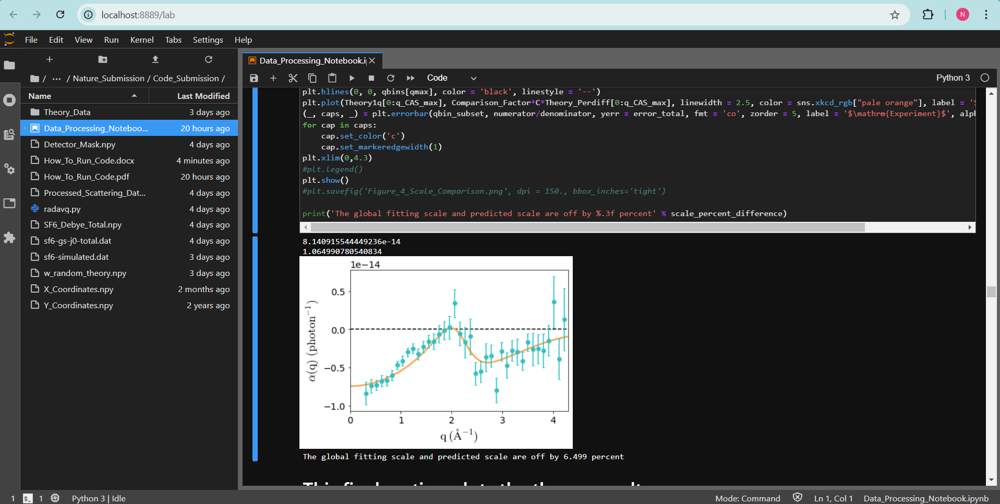 localhost:8889/lab
N
File Edit View Run Kernel Tabs Settings Help
Data_Processing_Notebook.i
/ ··· / Nature_Submission / Code_Submission /
Code
Python 3
Name Last Modified
Theory_Data 3 days ago
Data_Processing_Noteboo... 20 hours ago
Detector_Mask.npy 4 days ago
How_To_Run_Code.docx 4 minutes ago
How_To_Run_Code.pdf 20 hours ago
Processed_Scattering_Dat... 4 days ago
radavg.py 4 days ago
SF6_Debye_Total.npy 4 days ago
sf6-gs-j0-total.dat 4 days ago
sf6-simulated.dat 3 days ago
w_random_theory.npy 3 days ago
X_Coordinates.npy 2 months ago
Y_Coordinates.npy 2 years ago
plt.hlines(0, 0, qbins[qmax], color = 'black', linestyle = '--')
plt.plot(Theory1q[0:q_CAS_max], Comparison_Factor*C*Theory_Perdiff[0:q_CAS_max], linewidth = 2.5, color = sns.xkcd_rgb["pale orange"], label = '$
(_, caps, _) = plt.errorbar(qbin_subset, numerator/denominator, yerr = error_total, fmt = 'co', zorder = 5, label = '$\mathrm{Experiment}$', alph
for cap in caps:
    cap.set_color('c')
    cap.set_markeredgewidth(1)
plt.xlim(0,4.3)
#plt.legend()
plt.show()
#plt.savefig('Figure_4_Scale_Comparison.png', dpi = 150., bbox_inches='tight')
print('The global fitting scale and predicted scale are off by %.3f percent' % scale_percent_difference)
8.140915544449236e-14
1.064990780540834
1e−14
0.5
0.0
−0.5
−1.0
α(q) (photon⁻¹)
0 1 2 3 4
q (Å⁻¹)
The global fitting scale and predicted scale are off by 6.499 percent
1 $_ 1 Python 3 | Idle
Mode: Command Ln 1, Col 1 Data_Processing_Notebook.ipynb